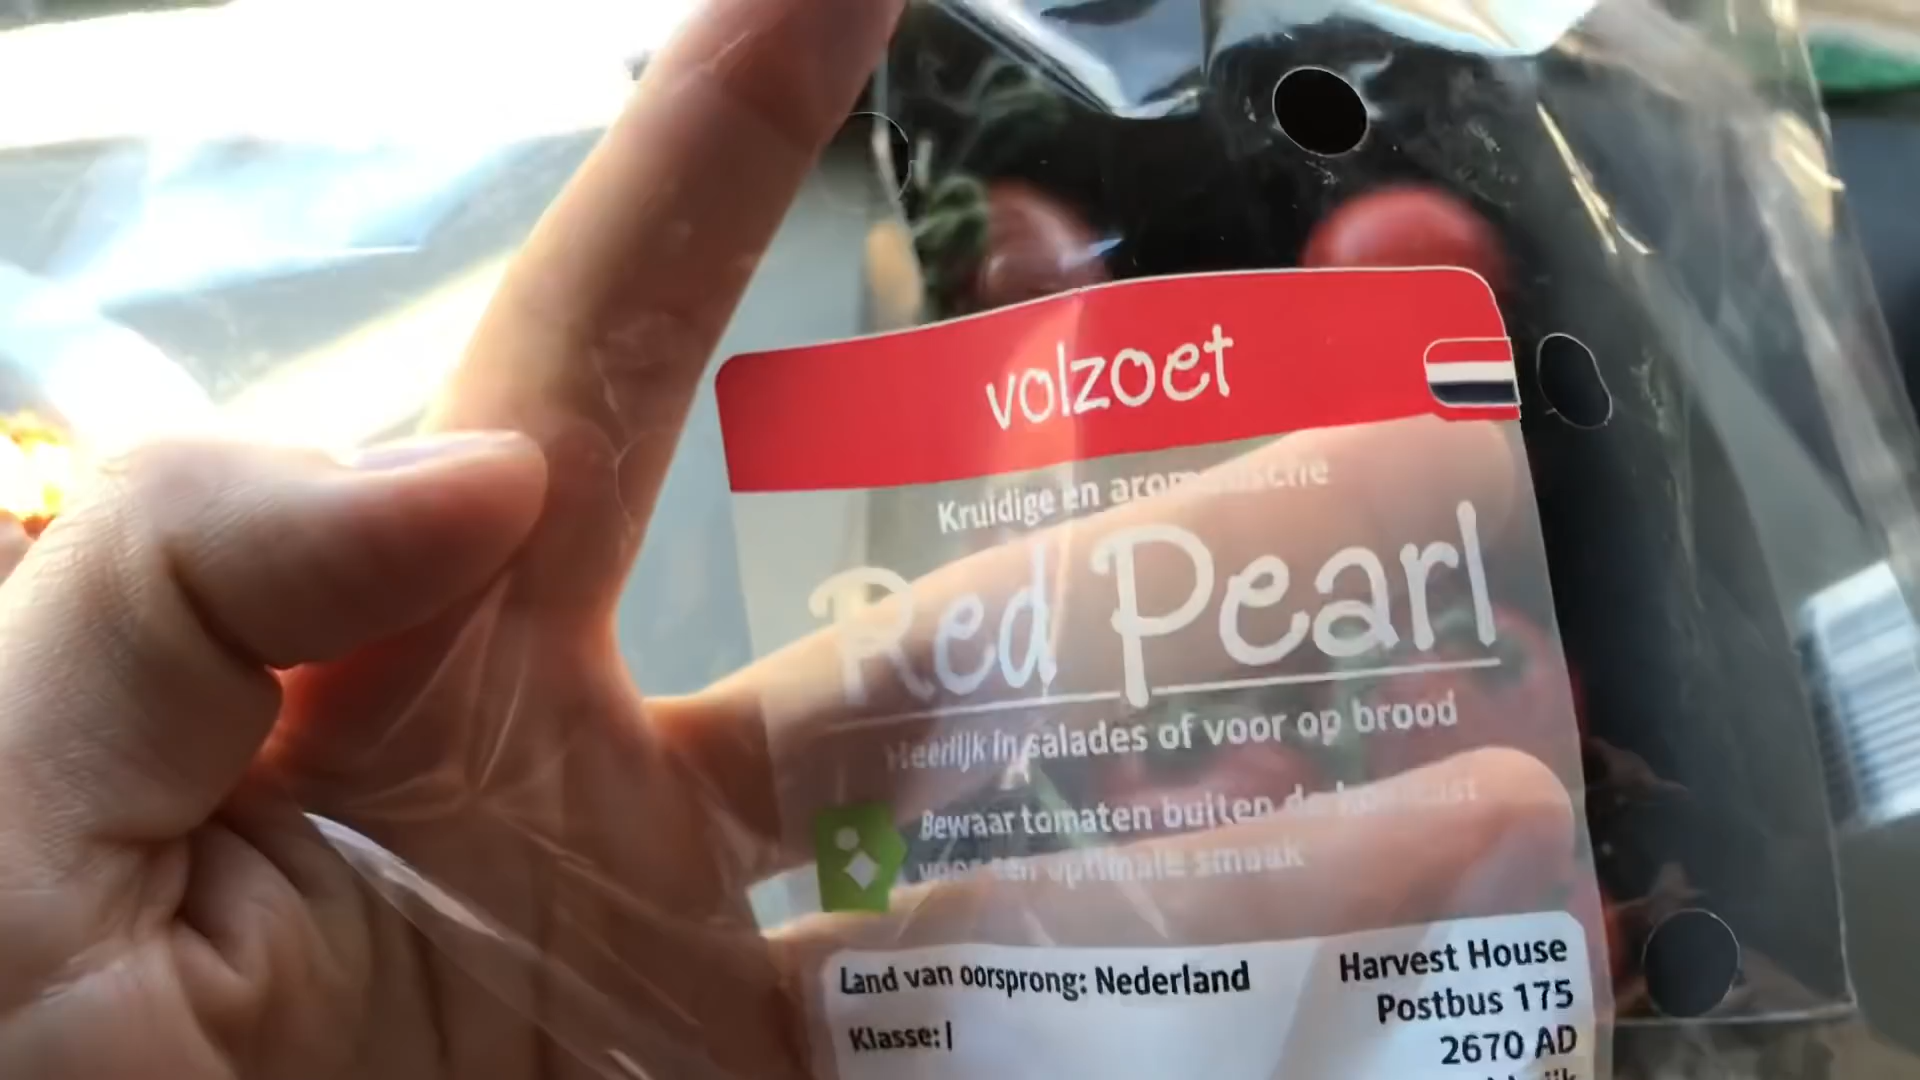 volzoet
Kruidige en aromatische
Red Pearl
Heerlijk in salades of voor op brood
Bewaar tomaten buiten de koelkast
voor een optimale smaak
Land van oorsprong: Nederland
Klasse: I
Harvest House
Postbus 175
2670 AD